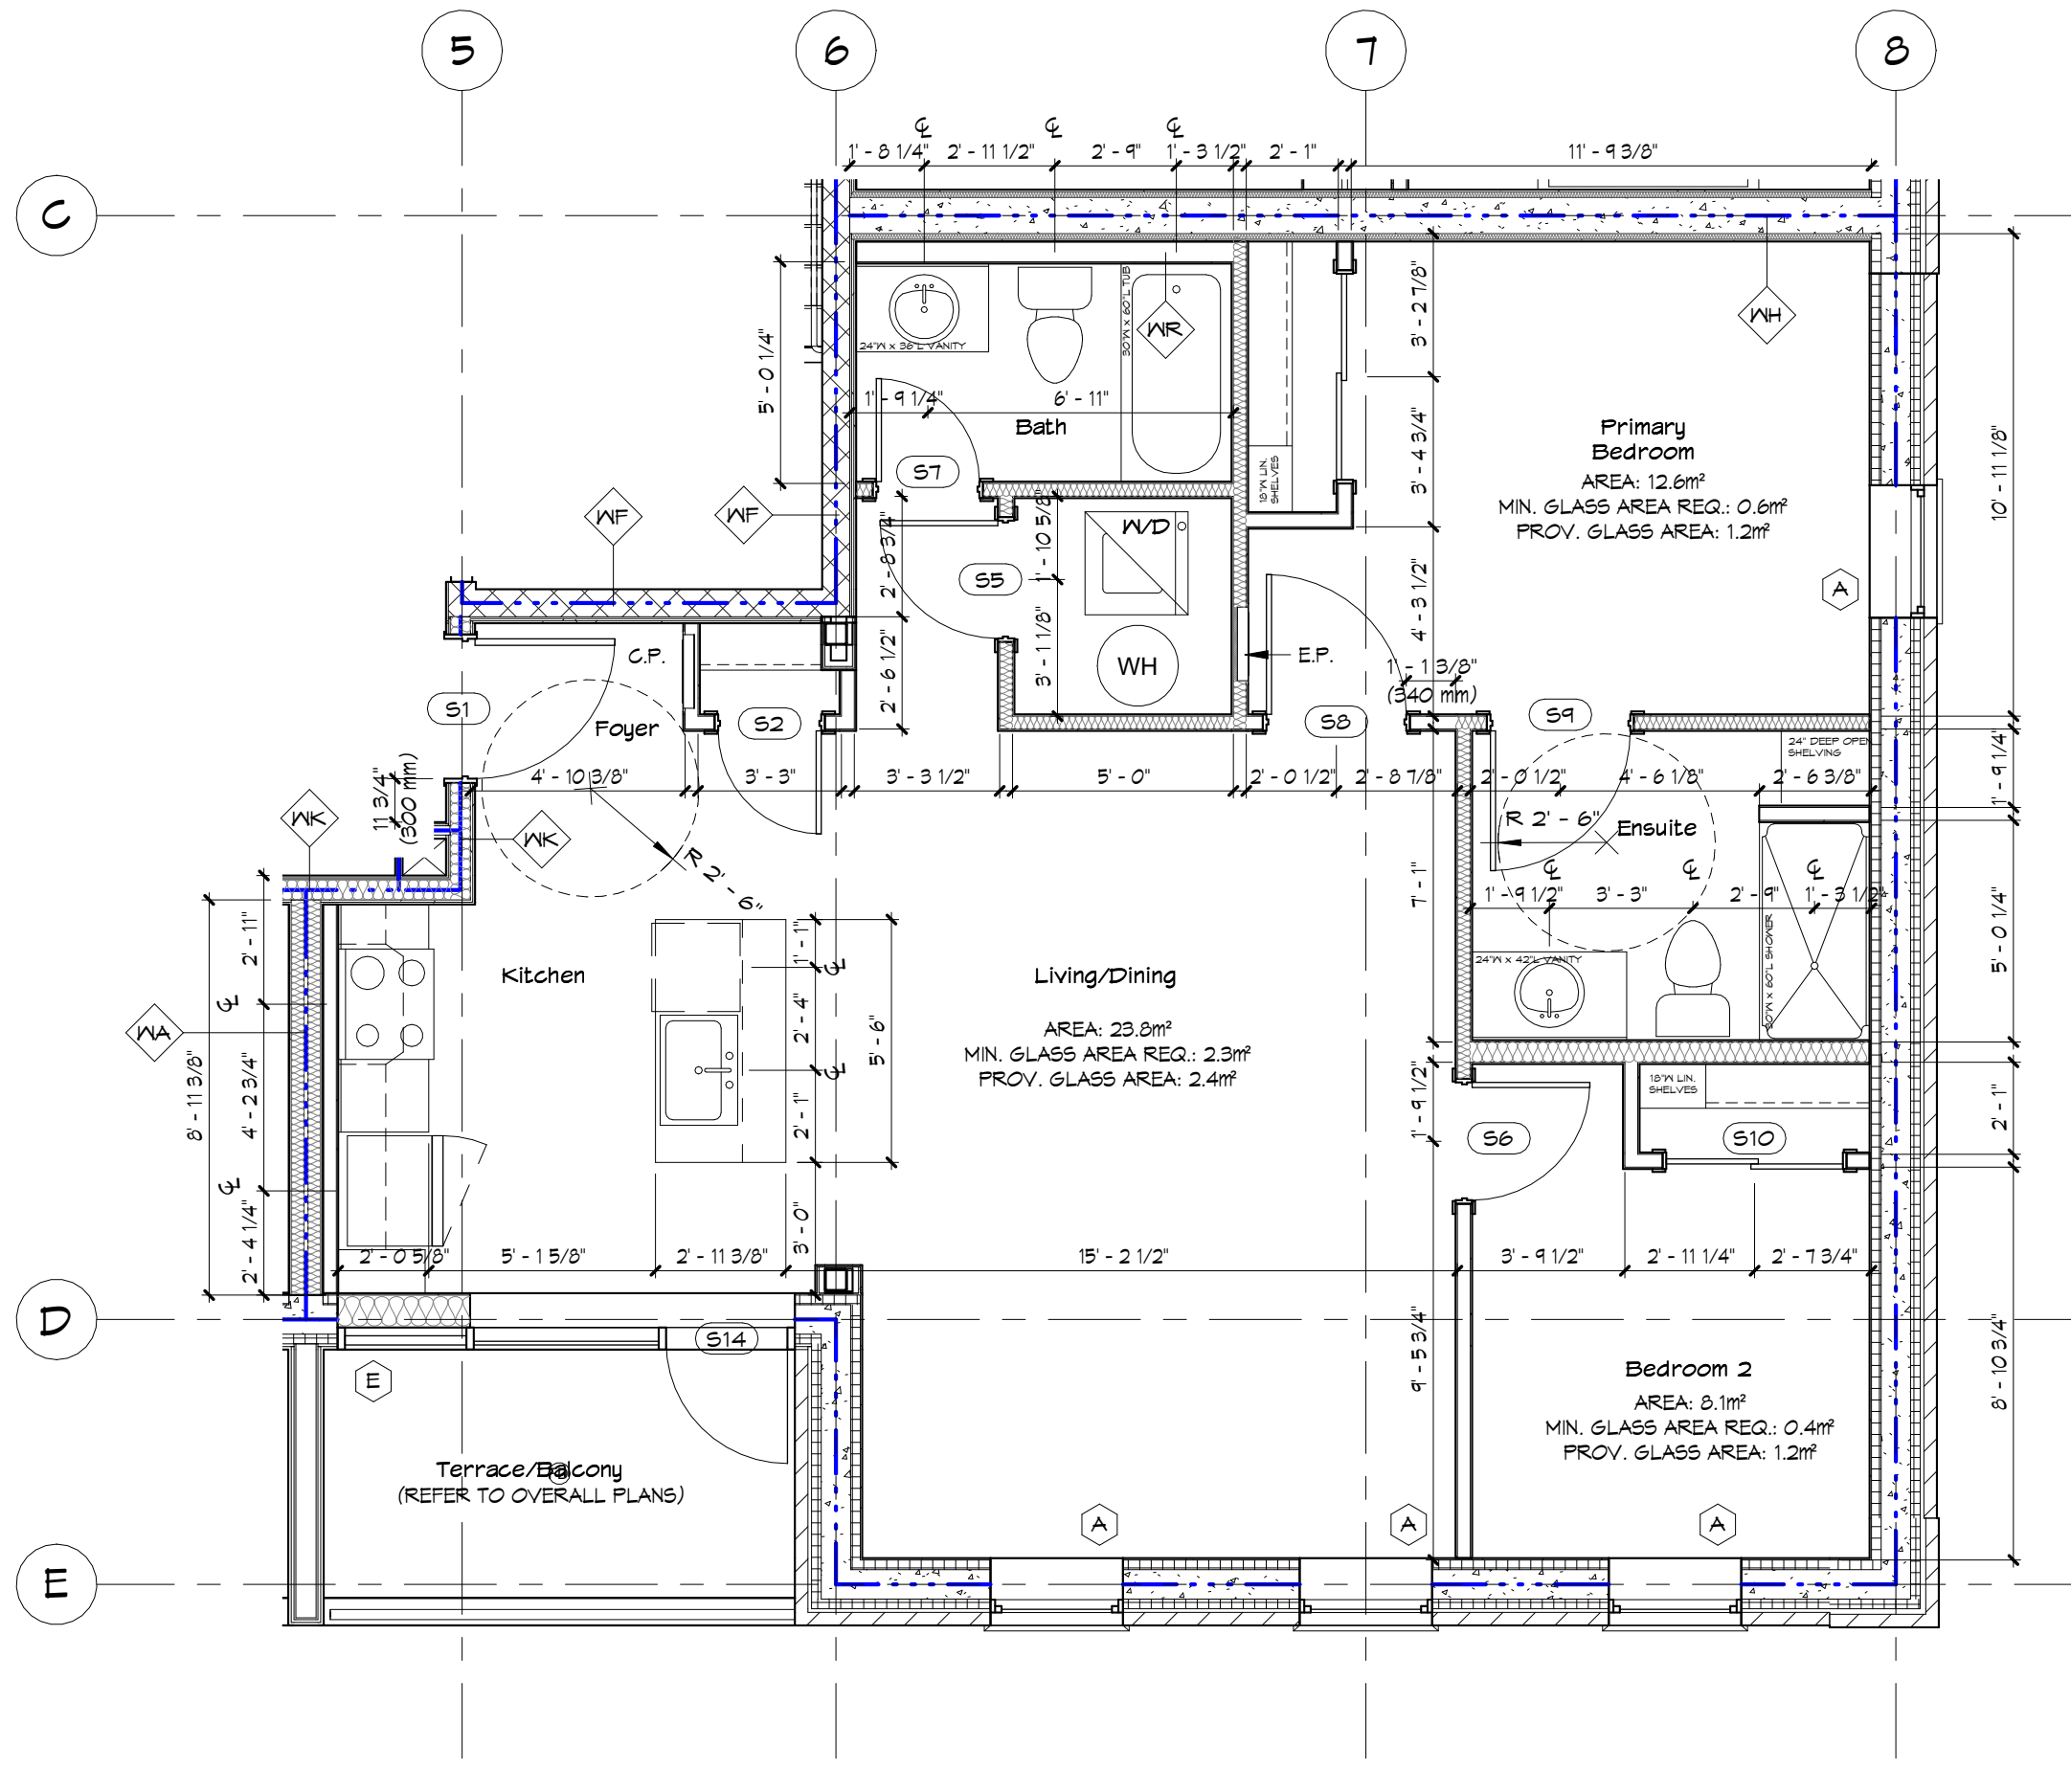 5
6
7
8
C
D
E
℄
℄
℄
1' - 8 1/4"
2' - 11 1/2"
2' - 9"
1' - 3 1/2"
2' - 1"
11' - 9 3/8"
24"W x 36"L VANITY
30"W x 60"L TUB
WR
WH
5' - 0 1/4"
1' - 9 1/4"
6' - 11"
Bath
S7
18"W LIN.
SHELVES
3' - 2 7/8"
3' - 4 3/4"
4' - 3 1/2"
Primary
Bedroom
AREA: 12.6m²
MIN. GLASS AREA REQ.: 0.6m²
PROV. GLASS AREA: 1.2m²
10' - 11 1/8"
A
WF
WF
2' - 8 3/4"
2' - 6 1/2"
S5
1' - 10 5/8"
3' - 1 1/8"
W/D
WH
E.P.
1' - 1 3/8"
(340 mm)
C.P.
S1
Foyer
S2
S8
S9
24" DEEP OPEN
SHELVING
1' - 9 1/4"
4' - 10 3/8"
3' - 3"
3' - 3 1/2"
5' - 0"
2' - 0 1/2"
2' - 8 7/8"
2' - 0 1/2"
4' - 6 1/8"
2' - 6 3/8"
11 3/4"
(300 mm)
WK
WK
R 2' - 6"
R 2' - 6"
Ensuite
℄
℄
℄
1' - 9 1/2"
3' - 3"
2' - 9"
1' - 3 1/2"
7' - 11"
5' - 0 1/4"
24"W x 42"L VANITY
30"W x 60"L SHOWER
2' - 11"
℄
4' - 2 3/4"
℄
2' - 4 1/4"
8' - 11 3/8"
WA
Kitchen
1' - 1"
℄
2' - 4"
℄
2' - 1"
3' - 0"
5' - 6"
Living/Dining
AREA: 23.8m²
MIN. GLASS AREA REQ.: 2.3m²
PROV. GLASS AREA: 2.4m²
1' - 9 1/2"
18"W LIN.
SHELVES
S6
S10
2' - 1"
2' - 0 5/8"
5' - 1 5/8"
2' - 11 3/8"
15' - 2 1/2"
3' - 9 1/2"
2' - 11 1/4"
2' - 7 3/4"
9' - 5 3/4"
8' - 10 3/4"
S14
E
Bedroom 2
AREA: 8.1m²
MIN. GLASS AREA REQ.: 0.4m²
PROV. GLASS AREA: 1.2m²
Terrace/Balcony
(REFER TO OVERALL PLANS)
A
A
A